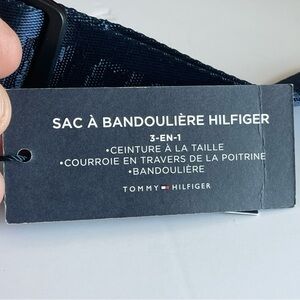 SAC À BANDOULIÈRE HILFIGER
3-EN-1
•CEINTURE À LA TAILLE
•COURROIE EN TRAVERS DE LA POITRINE
•BANDOULIÈRE
TOMMY HILFIGER